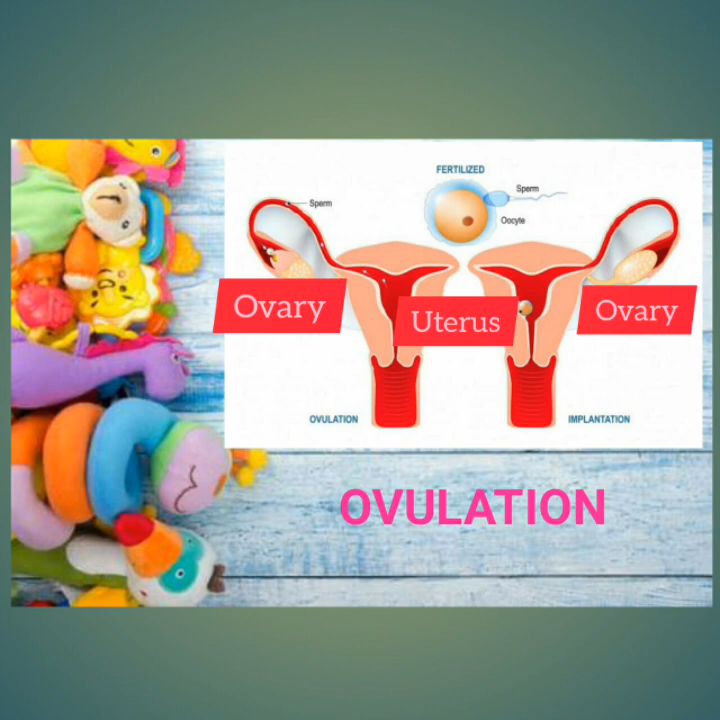 FERTILIZED
Sperm
Sperm
Oocyte
Ovary
Uterus
Ovary
OVULATION
IMPLANTATION
OVULATION